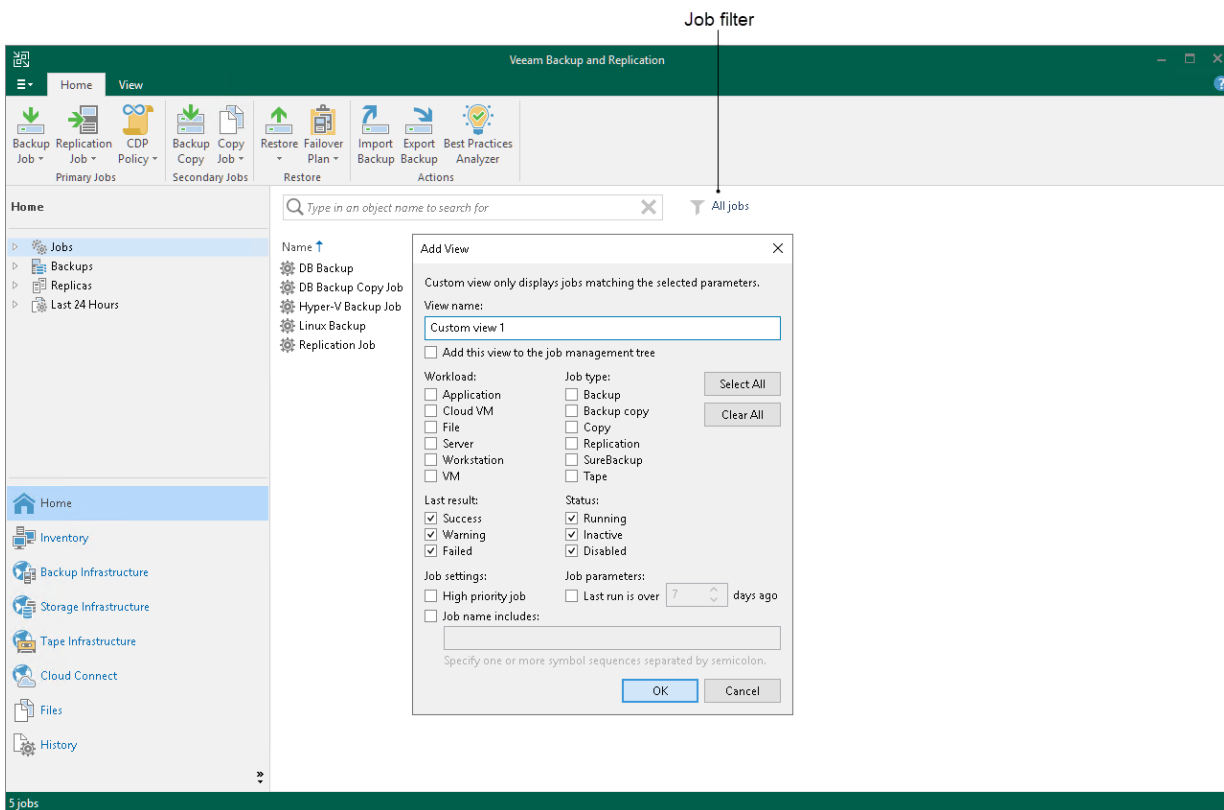 Job filter
Veeam Backup and Replication
Home View
Backup Job Replication Job CDP Policy Backup Copy Copy Job Restore Failover Plan Import Backup Export Backup Best Practices Analyzer
Primary Jobs Secondary Jobs Restore Actions
Home
Type in an object name to search for
All jobs
Jobs
Backups
Replicas
Last 24 Hours
Name
DB Backup
DB Backup Copy Job
Hyper-V Backup Job
Linux Backup
Replication Job
Add View
Custom view only displays jobs matching the selected parameters.
View name:
Custom view 1
Add this view to the job management tree
Workload:
Application
Cloud VM
File
Server
Workstation
VM
Job type:
Backup
Backup copy
Copy
Replication
SureBackup
Tape
Select All
Clear All
Last result:
Success
Warning
Failed
Status:
Running
Inactive
Disabled
Job settings:
High priority job
Job parameters:
Last run is over 7 days ago
Job name includes:
Specify one or more symbol sequences separated by semicolon.
OK Cancel
Home
Inventory
Backup Infrastructure
Storage Infrastructure
Tape Infrastructure
Cloud Connect
Files
History
5 jobs